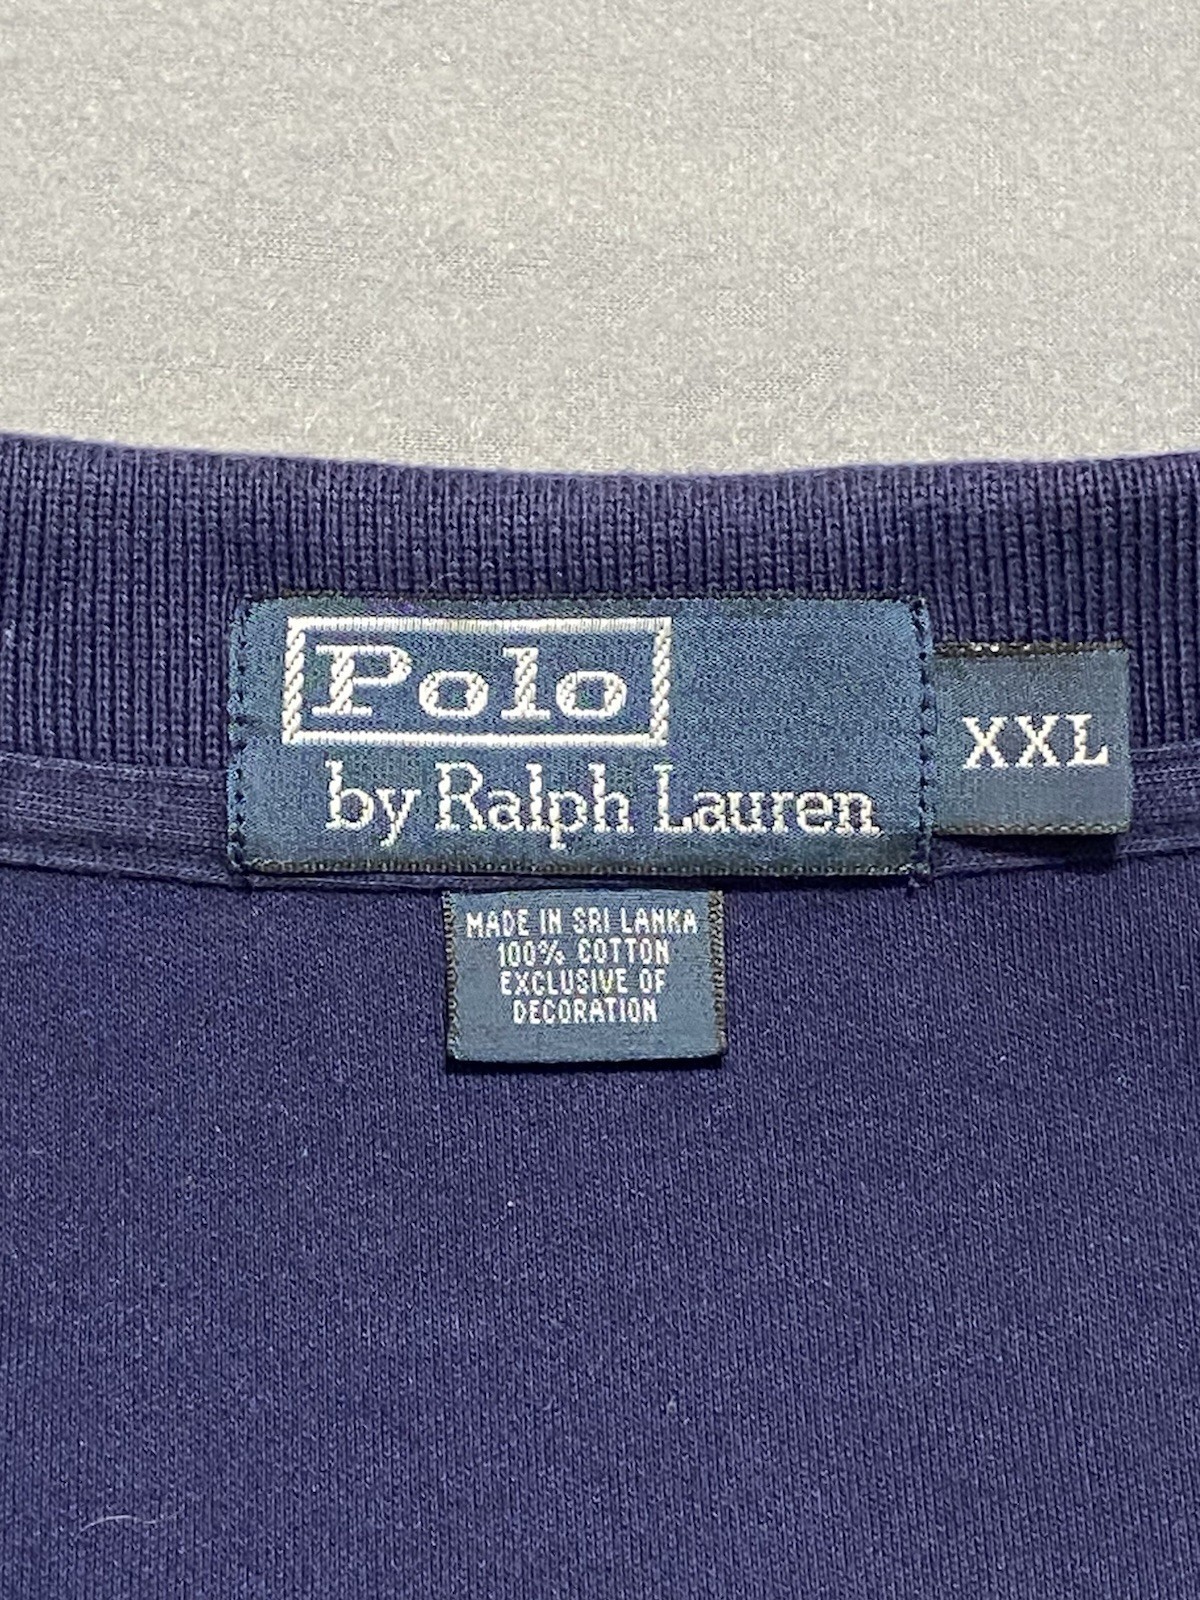 Polo
by Ralph Lauren
XXL
MADE IN SRI LANKA
100% COTTON
EXCLUSIVE OF
DECORATION